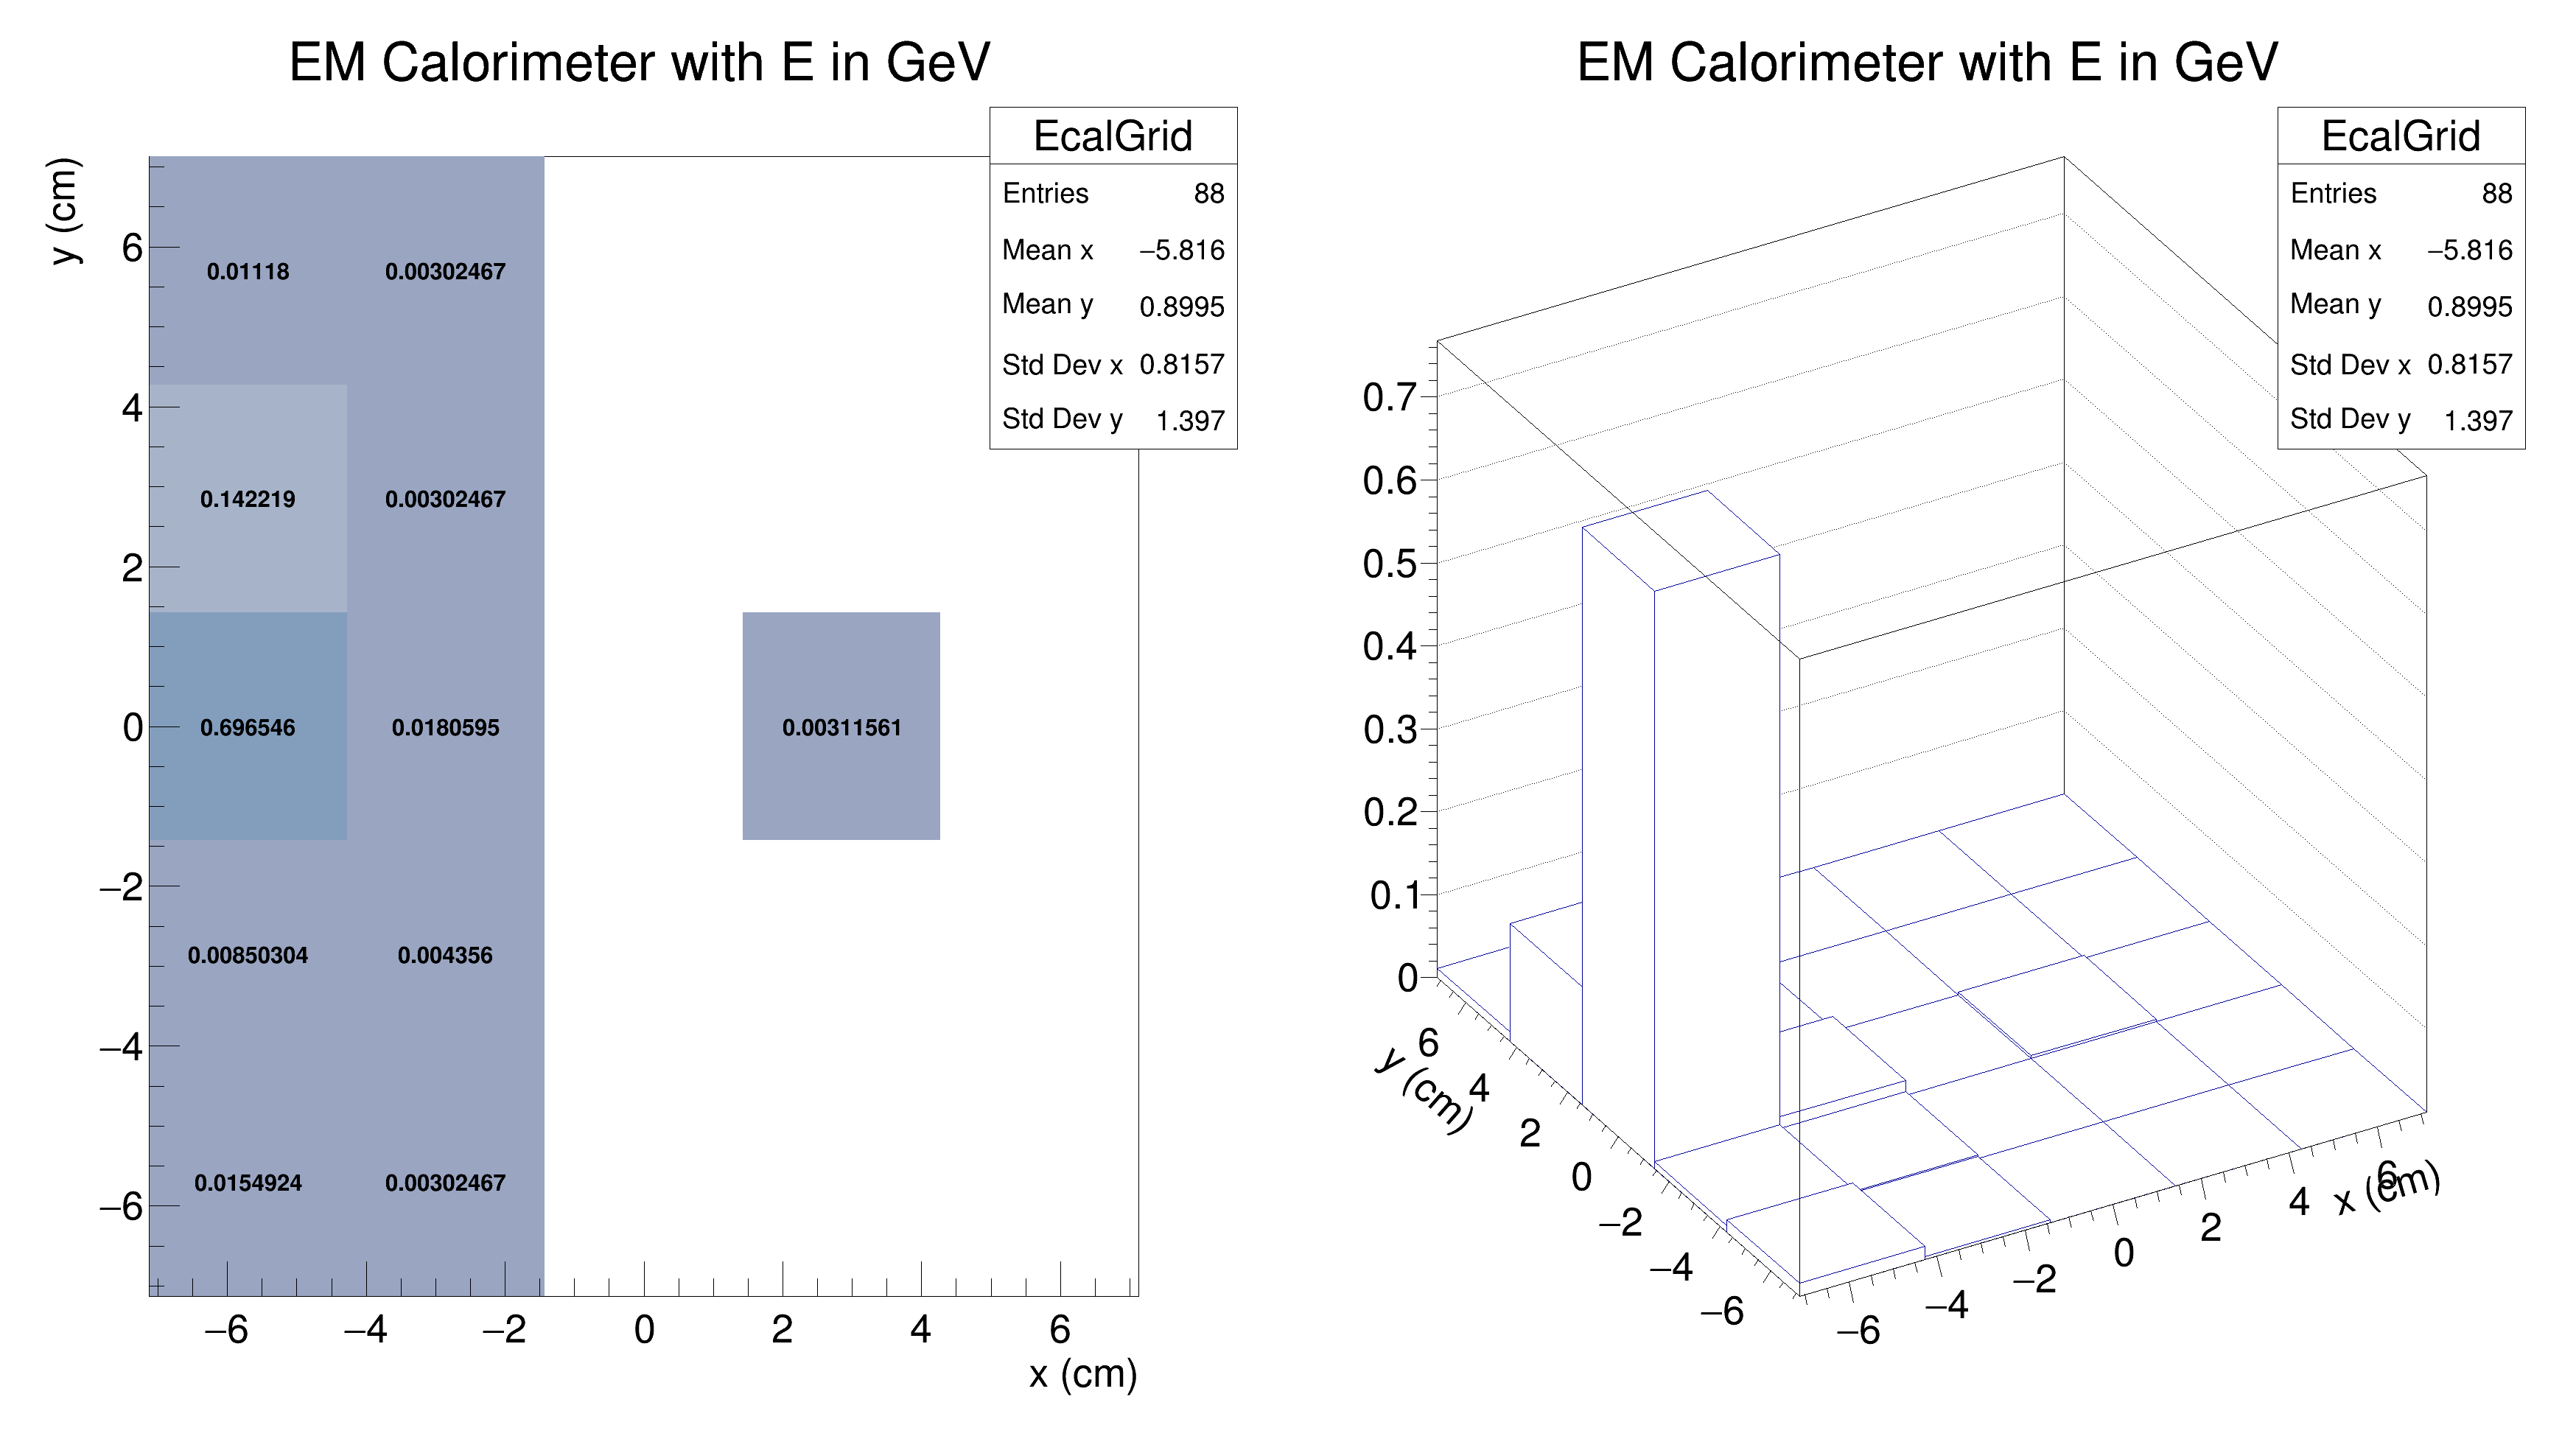 EM Calorimeter with E in GeV
EcalGrid
Entries 88
Mean x −5.816
Mean y 0.8995
Std Dev x 0.8157
Std Dev y 1.397
y (cm)
6
4
2
0
−2
−4
−6
0.01118 0.00302467
0.142219 0.00302467
0.696546 0.0180595 0.00311561
0.00850304 0.004356
0.0154924 0.00302467
−6 −4 −2 0 2 4 6
x (cm)
EM Calorimeter with E in GeV
EcalGrid
Entries 88
Mean x −5.816
Mean y 0.8995
Std Dev x 0.8157
Std Dev y 1.397
0.7
0.6
0.5
0.4
0.3
0.2
0.1
0
y (cm)
6
4
2
0
−2
−4
−6
−6
−4
−2
0
2
4
6
x (cm)